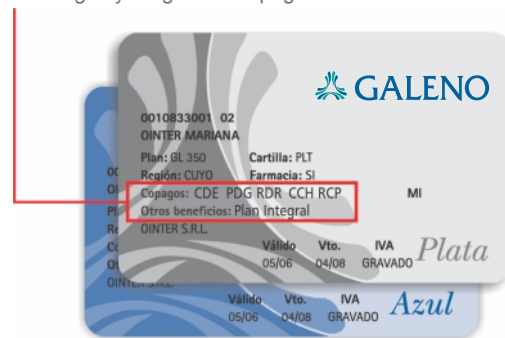 GALENO
0010833001 02
OINTER MARIANA
Plan: GL 350 Cartilla: PLT
Región: CUYO Farmacia: SI
Copagos: CDE PDG RDR CCH RCP MI
Otros beneficios: Plan Integral
OINTER S.R.L.
Válido Vto. IVA
05/06 04/08 GRAVADO
Plata
Válido Vto. IVA
05/06 04/08 GRAVADO
Azul